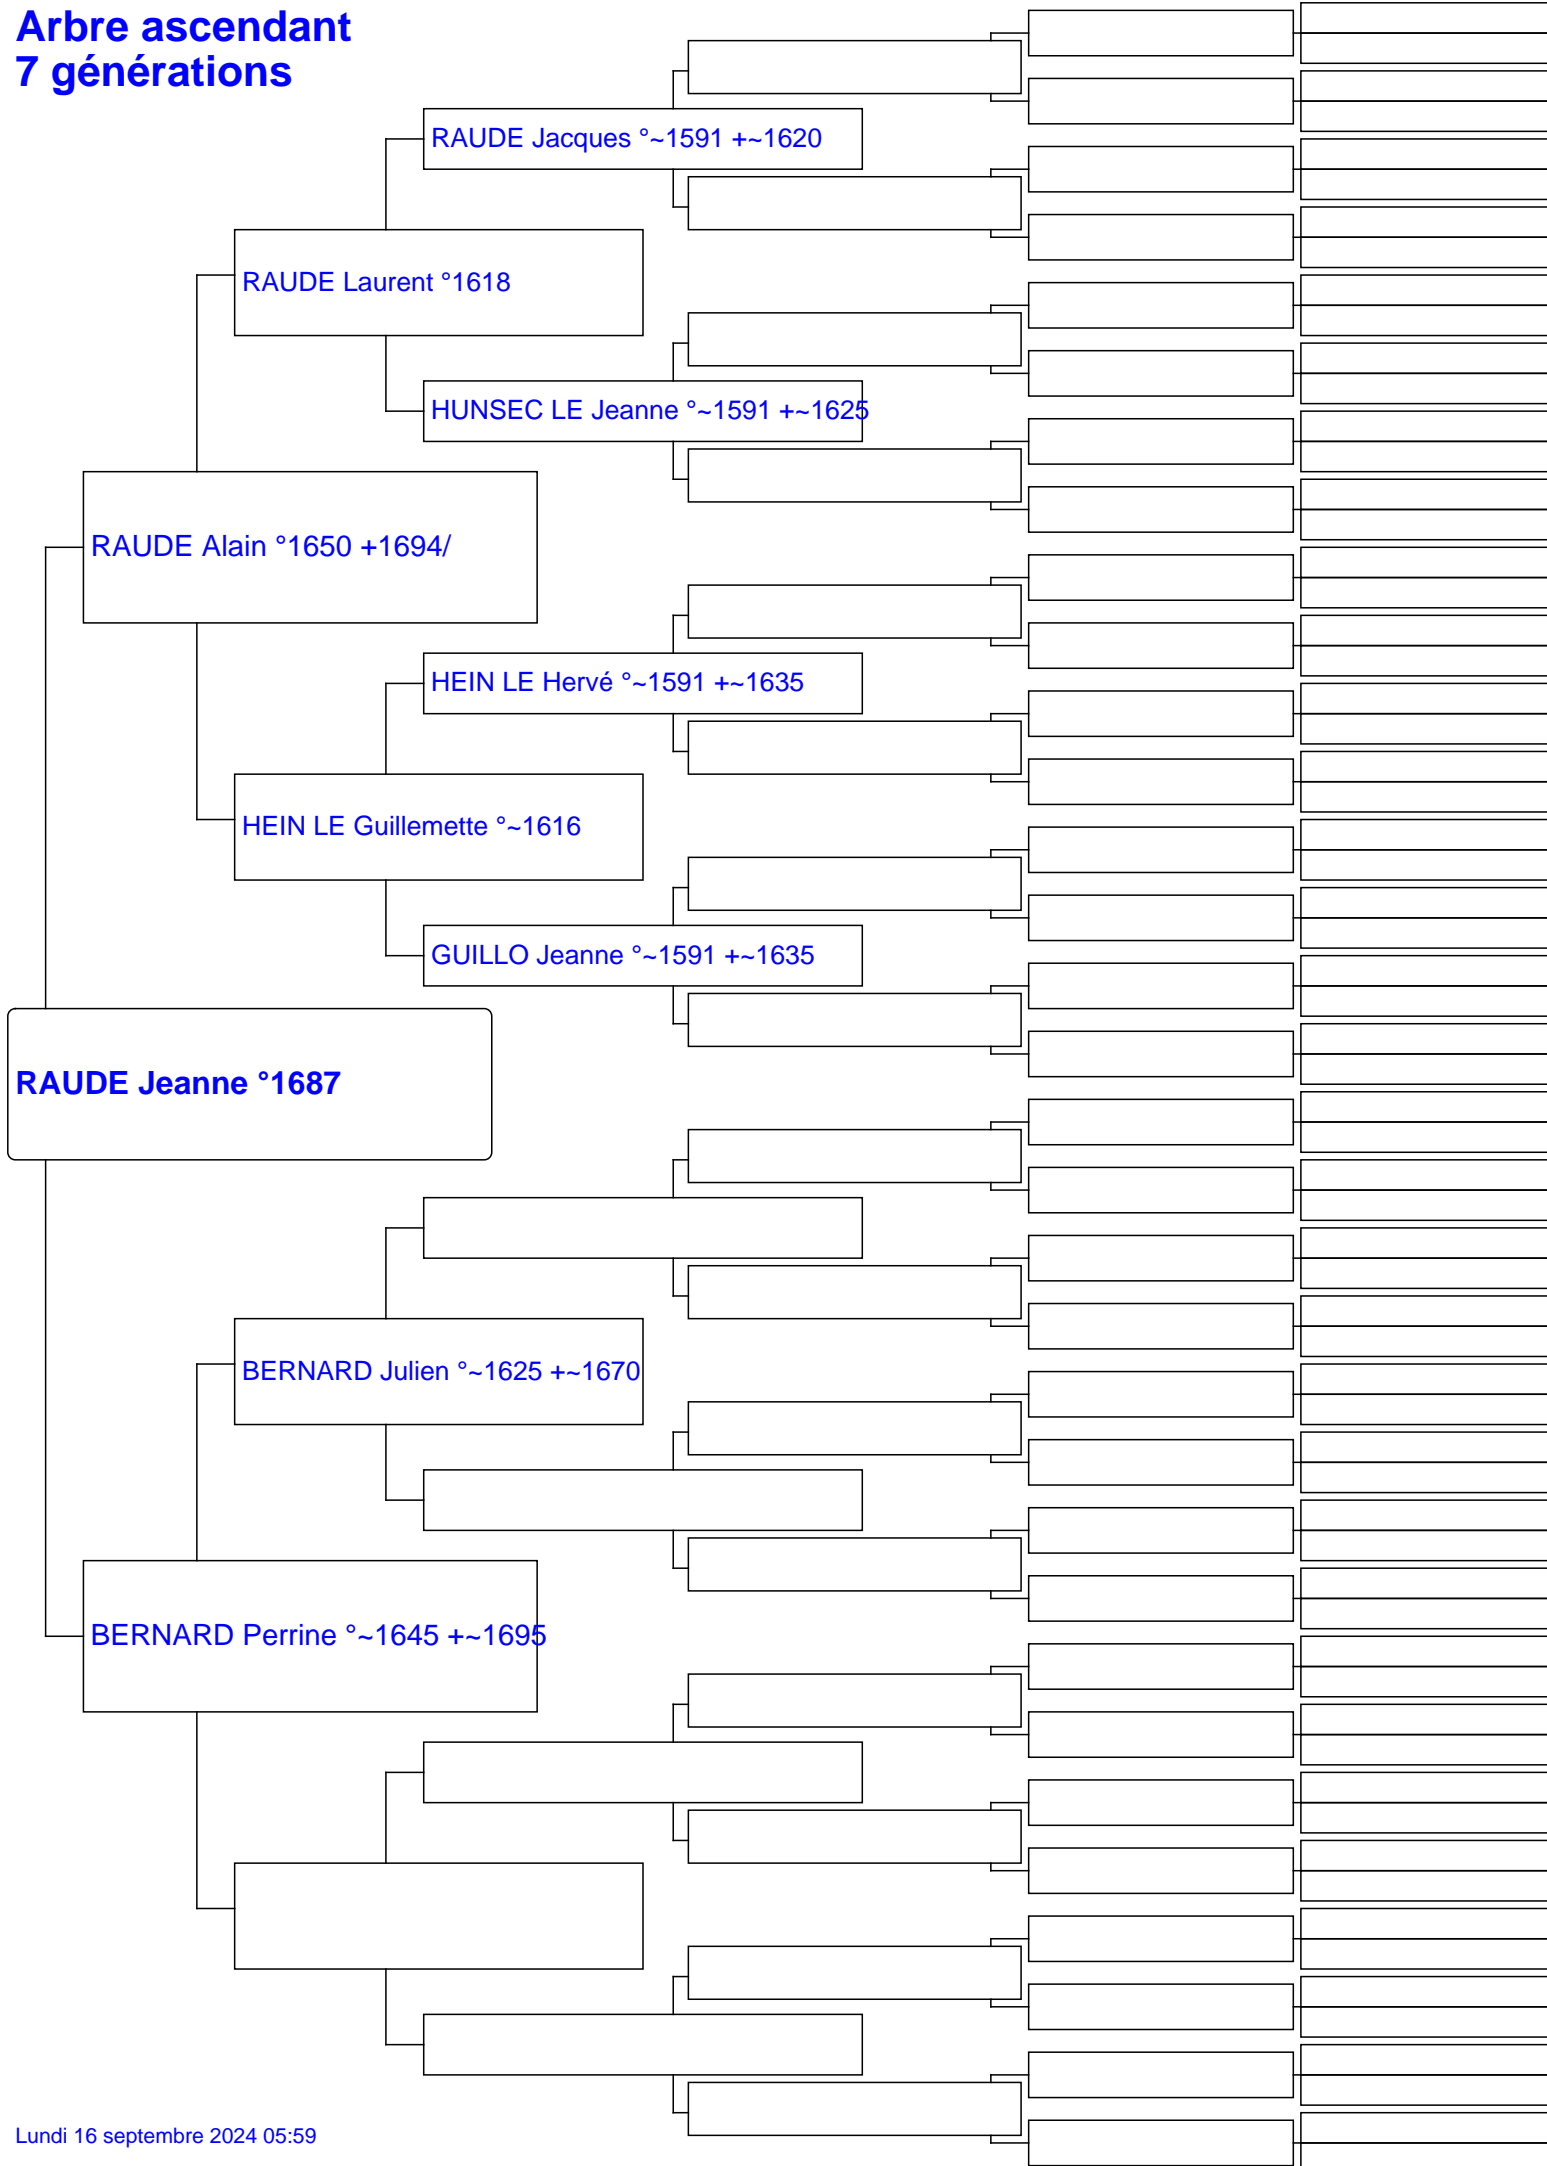 Arbre ascendant
7 générations
RAUDE Jacques °~1591 +~1620
RAUDE Laurent °1618
HUNSEC LE Jeanne °~1591 +~1625
RAUDE Alain °1650 +1694/
HEIN LE Hervé °~1591 +~1635
HEIN LE Guillemette °~1616
GUILLO Jeanne °~1591 +~1635
RAUDE Jeanne °1687
BERNARD Julien °~1625 +~1670
BERNARD Perrine °~1645 +~1695
Lundi 16 septembre 2024 05:59